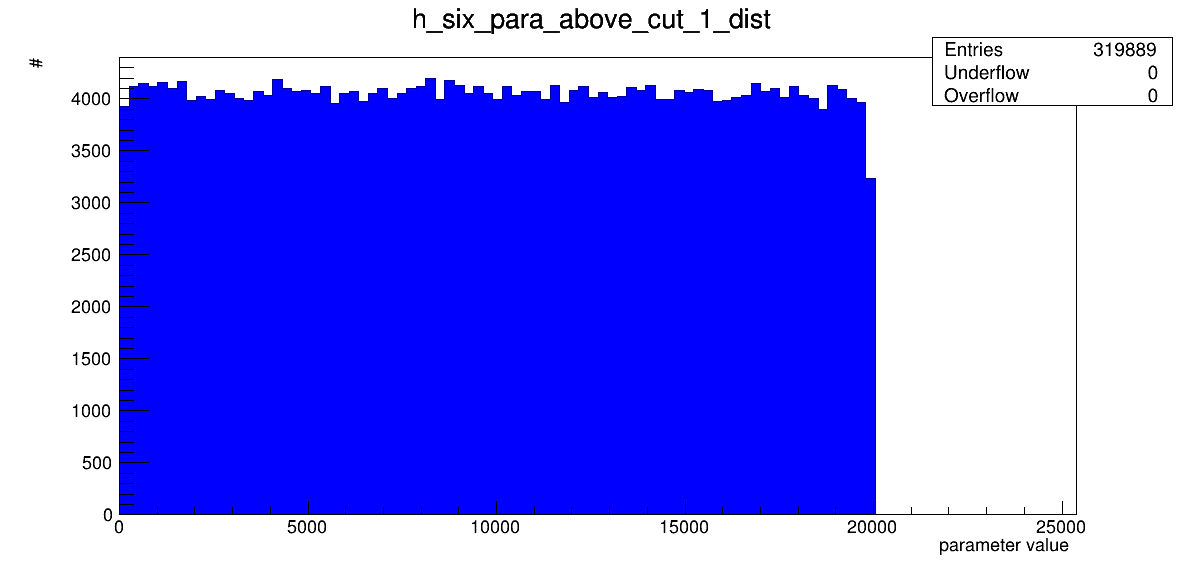 h_six_para_above_cut_1_dist
#
Entries 319889
Underflow 0
Overflow 0
4000
3500
3000
2500
2000
1500
1000
500
0
0 5000 10000 15000 20000 25000
parameter value